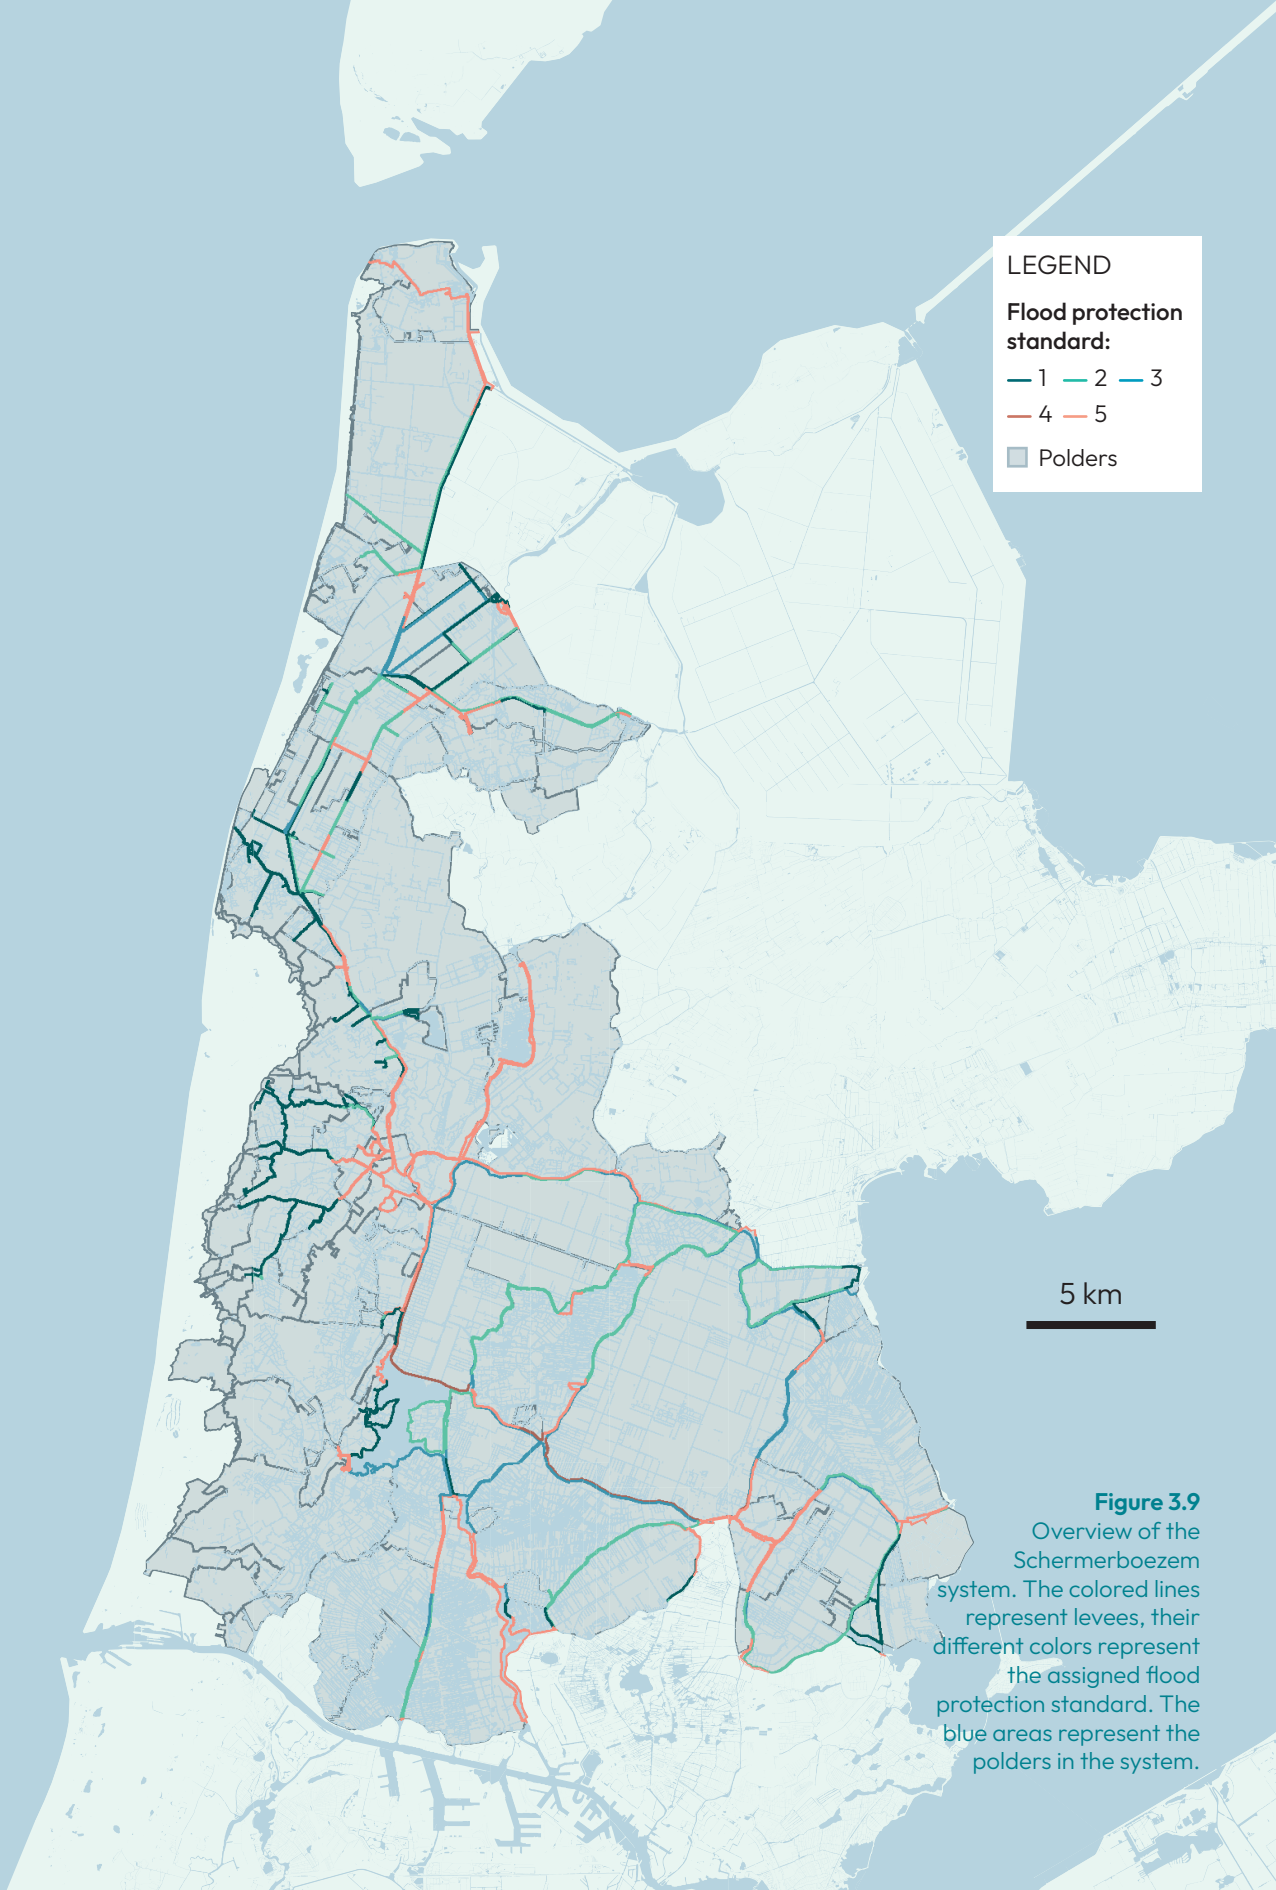 LEGEND
Flood protection
standard:
1 2 3
4 5
Polders
5 km
Figure 3.9
Overview of the
Schermerboezem
system. The colored lines
represent levees, their
different colors represent
the assigned flood
protection standard. The
blue areas represent the
polders in the system.